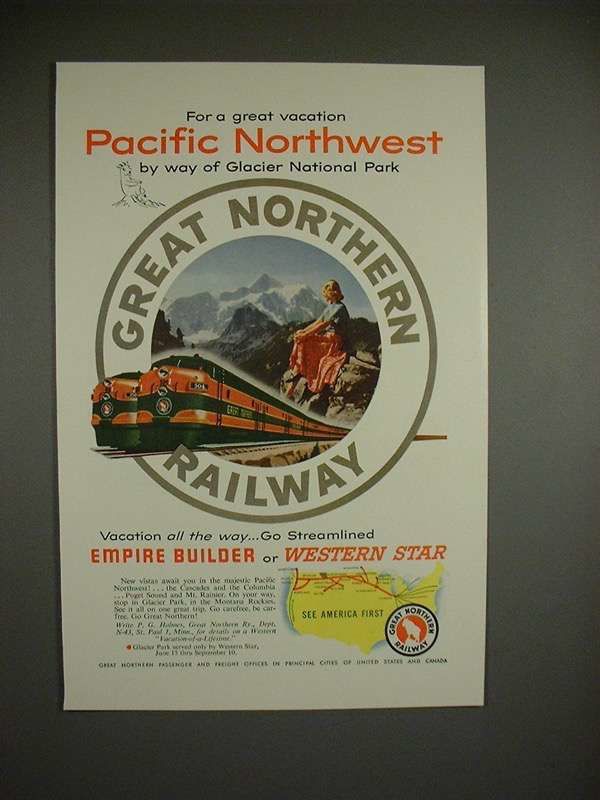 For a great vacation
Pacific Northwest
by way of Glacier National Park
GREAT NORTHERN
RAILWAY
GREAT NORTHERN
Vacation all the way...Go Streamlined
EMPIRE BUILDER or WESTERN STAR
New vistas await you in the majestic Pacific
Northwest! . . . the Cascades and the Columbia
. . . Puget Sound and Mt. Rainier. On your way,
stop in Glacier Park, in the Montana Rockies.
See it all on one great trip. Go carefree, be car-
free. Go Great Northern!
Write P. G. Holmes, Great Northern Ry., Dept.
N-43, St. Paul 1, Minn., for details on a Western
"Vacation-of-a-Lifetime."
Glacier Park served only by Western Star,
June 15 thru September 10.
SEE AMERICA FIRST
GREAT NORTHERN
RAILWAY
GREAT NORTHERN PASSENGER AND FREIGHT OFFICES IN PRINCIPAL CITIES OF UNITED STATES AND CANADA